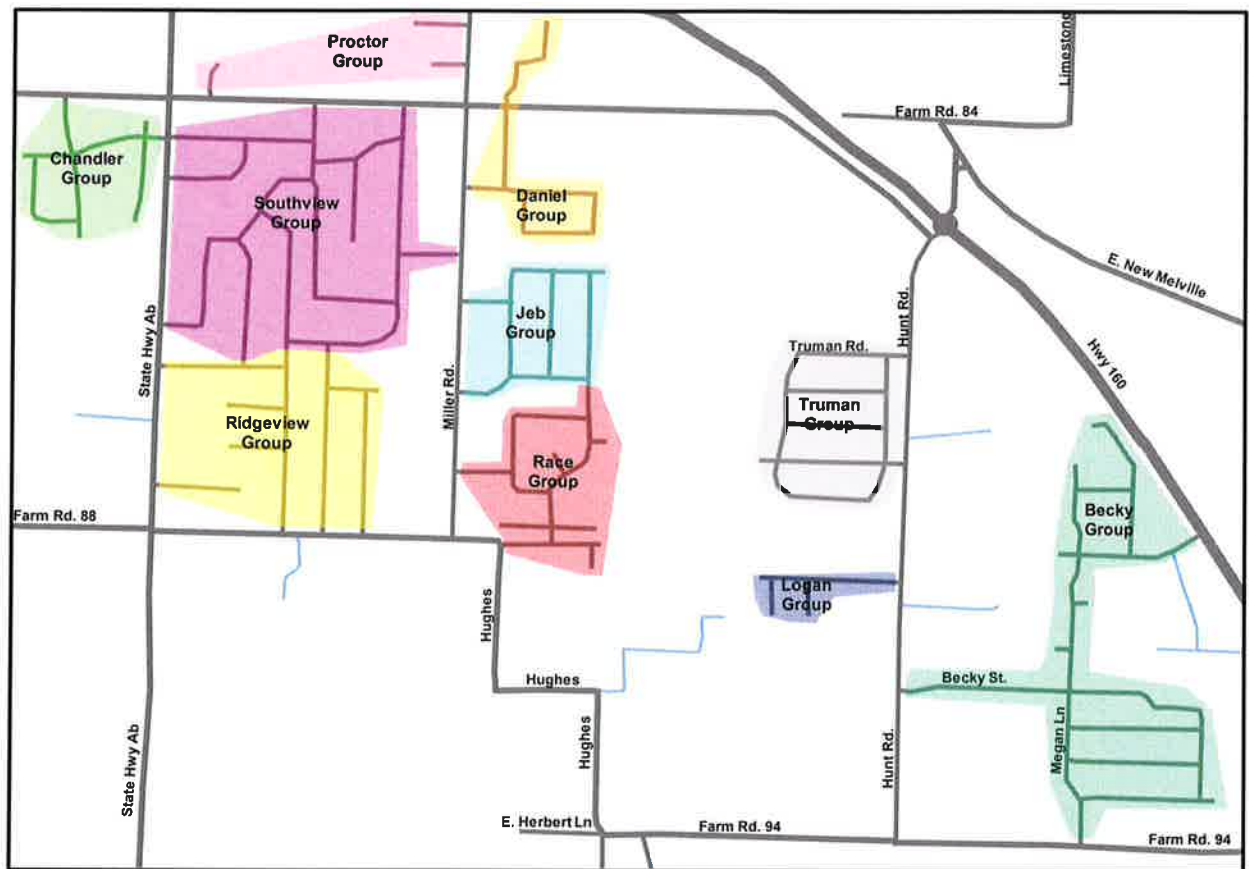 Proctor
Group
Limestone
Farm Rd. 84
Chandler
Group
Southview
Group
Daniel
Group
E. New Melville
Jeb
Group
Hunt Rd.
State Hwy Ab
Miller Rd.
Truman Rd.
Hwy 160
Truman
Group
Ridgeview
Group
Race
Group
Becky
Group
Farm Rd. 88
Logan
Group
Hughes
Hughes
Becky St.
Hughes
Megan Ln
Hunt Rd.
State Hwy Ab
E. Herbert Ln
Farm Rd. 94
Farm Rd. 94